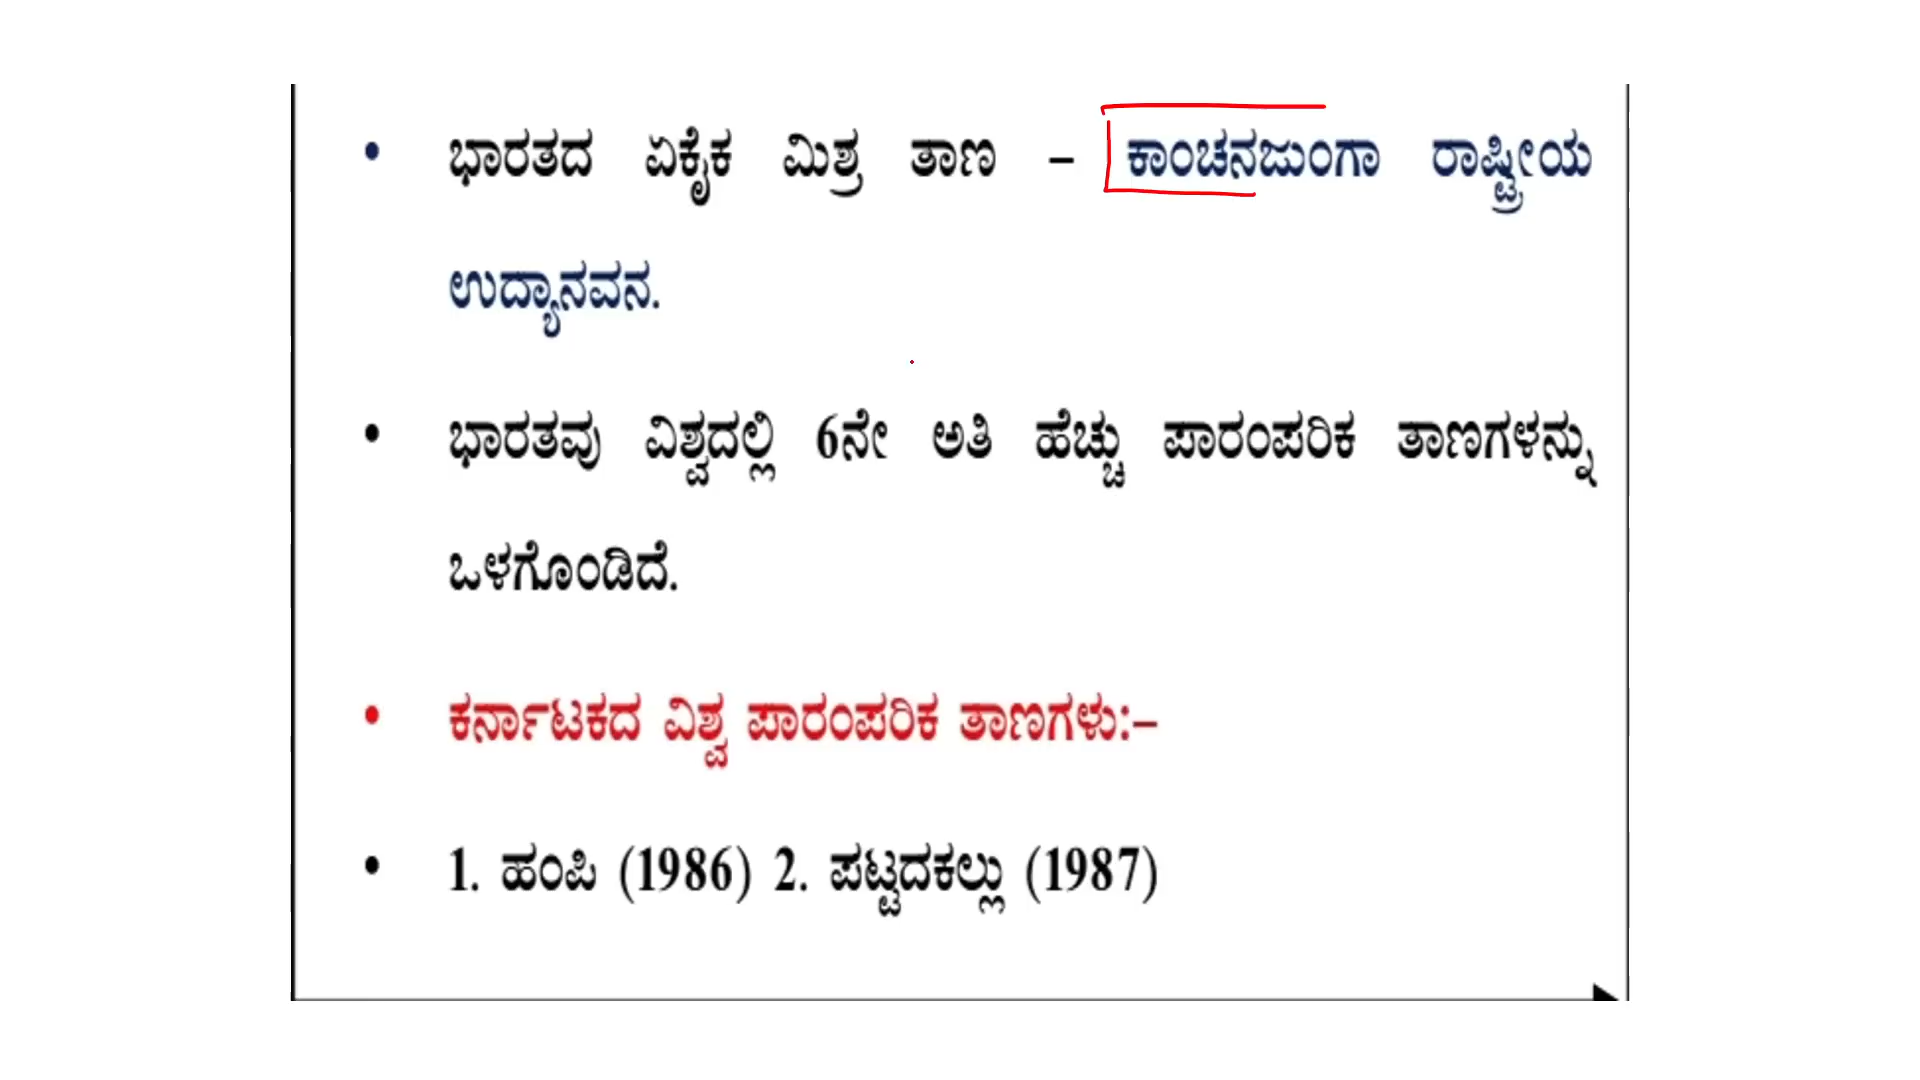 • ಭಾರತದ ಏಕೈಕ ಮಿಶ್ರ ತಾಣ – ಕಾಂಚನಜುಂಗಾ ರಾಷ್ಟ್ರೀಯ
ಉದ್ಯಾನವನ.
• ಭಾರತವು ವಿಶ್ವದಲ್ಲಿ 6ನೇ ಅತಿ ಹೆಚ್ಚು ಪಾರಂಪರಿಕ ತಾಣಗಳನ್ನು
ಒಳಗೊಂಡಿದೆ.
• ಕರ್ನಾಟಕದ ವಿಶ್ವ ಪಾರಂಪರಿಕ ತಾಣಗಳು:–
• 1. ಹಂಪಿ (1986) 2. ಪಟ್ಟದಕಲ್ಲು (1987)